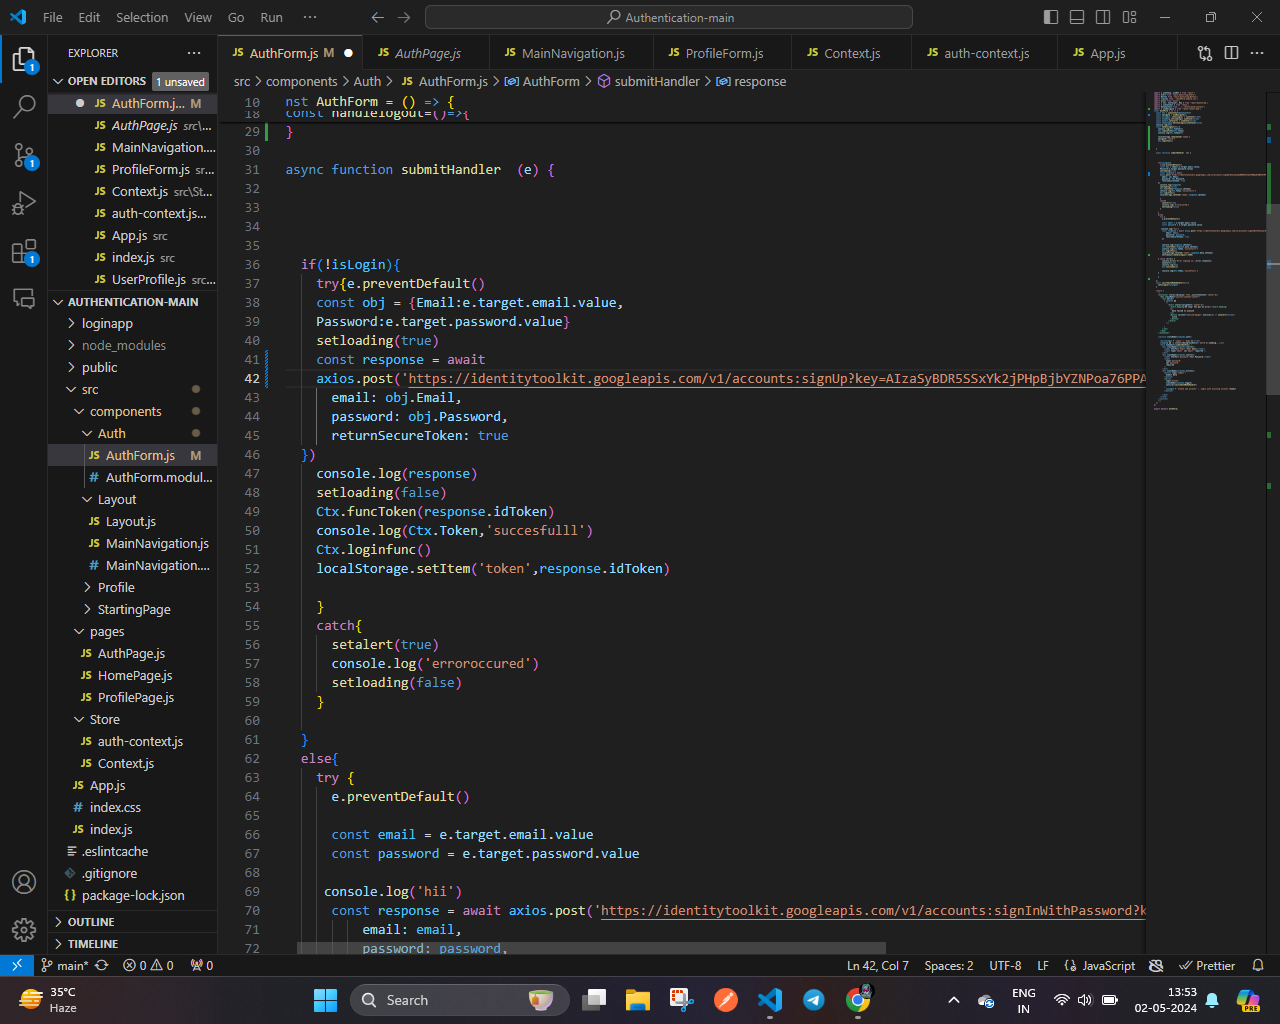 File Edit Selection View Go Run ··· Authentication-main
EXPLORER ···
OPEN EDITORS 1 unsaved
JS AuthForm.j... M
JS AuthPage.js src\...
JS MainNavigation....
JS ProfileForm.js sr...
JS Context.js src\St...
JS auth-context.js...
JS App.js src
JS index.js src
JS UserProfile.js src...
AUTHENTICATION-MAIN
loginapp
node_modules
public
src
components
Auth
JS AuthForm.js M
# AuthForm.modul...
Layout
JS Layout.js
JS MainNavigation.js
# MainNavigation....
Profile
StartingPage
pages
JS AuthPage.js
JS HomePage.js
JS ProfilePage.js
Store
JS auth-context.js
JS Context.js
JS App.js
# index.css
JS index.js
.eslintcache
.gitignore
{} package-lock.json
OUTLINE
TIMELINE
JS AuthForm.js M JS AuthPage.js JS MainNavigation.js JS ProfileForm.js JS Context.js JS auth-context.js JS App.js ···
src > components > Auth > JS AuthForm.js > AuthForm > submitHandler > response
10 nst AuthForm = () => {
18 const handlelogout=()=>{
29 }
30
31 async function submitHandler  (e) {
32
33
34
35
36 if(!isLogin){
37 try{e.preventDefault()
38 const obj = {Email:e.target.email.value,
39 Password:e.target.password.value}
40 setloading(true)
41 const response = await
42 axios.post('https://identitytoolkit.googleapis.com/v1/accounts:signUp?key=AIzaSyBDR5SSxYk2jPHpBjbYZNPoa76PPA
43 email: obj.Email,
44 password: obj.Password,
45 returnSecureToken: true
46 })
47 console.log(response)
48 setloading(false)
49 Ctx.funcToken(response.idToken)
50 console.log(Ctx.Token,'succesfulll')
51 Ctx.loginfunc()
52 localStorage.setItem('token',response.idToken)
53
54 }
55 catch{
56 setalert(true)
57 console.log('erroroccured')
58 setloading(false)
59 }
60
61 }
62 else{
63 try {
64 e.preventDefault()
65
66 const email = e.target.email.value
67 const password = e.target.password.value
68
69 console.log('hii')
70 const response = await axios.post('https://identitytoolkit.googleapis.com/v1/accounts:signInWithPassword?k
71 email: email,
72 password: password,
main* 0 0 0 Ln 42, Col 7 Spaces: 2 UTF-8 LF {} JavaScript Prettier
35°C
Haze
Search
ENG
IN
13:53
02-05-2024
PRE